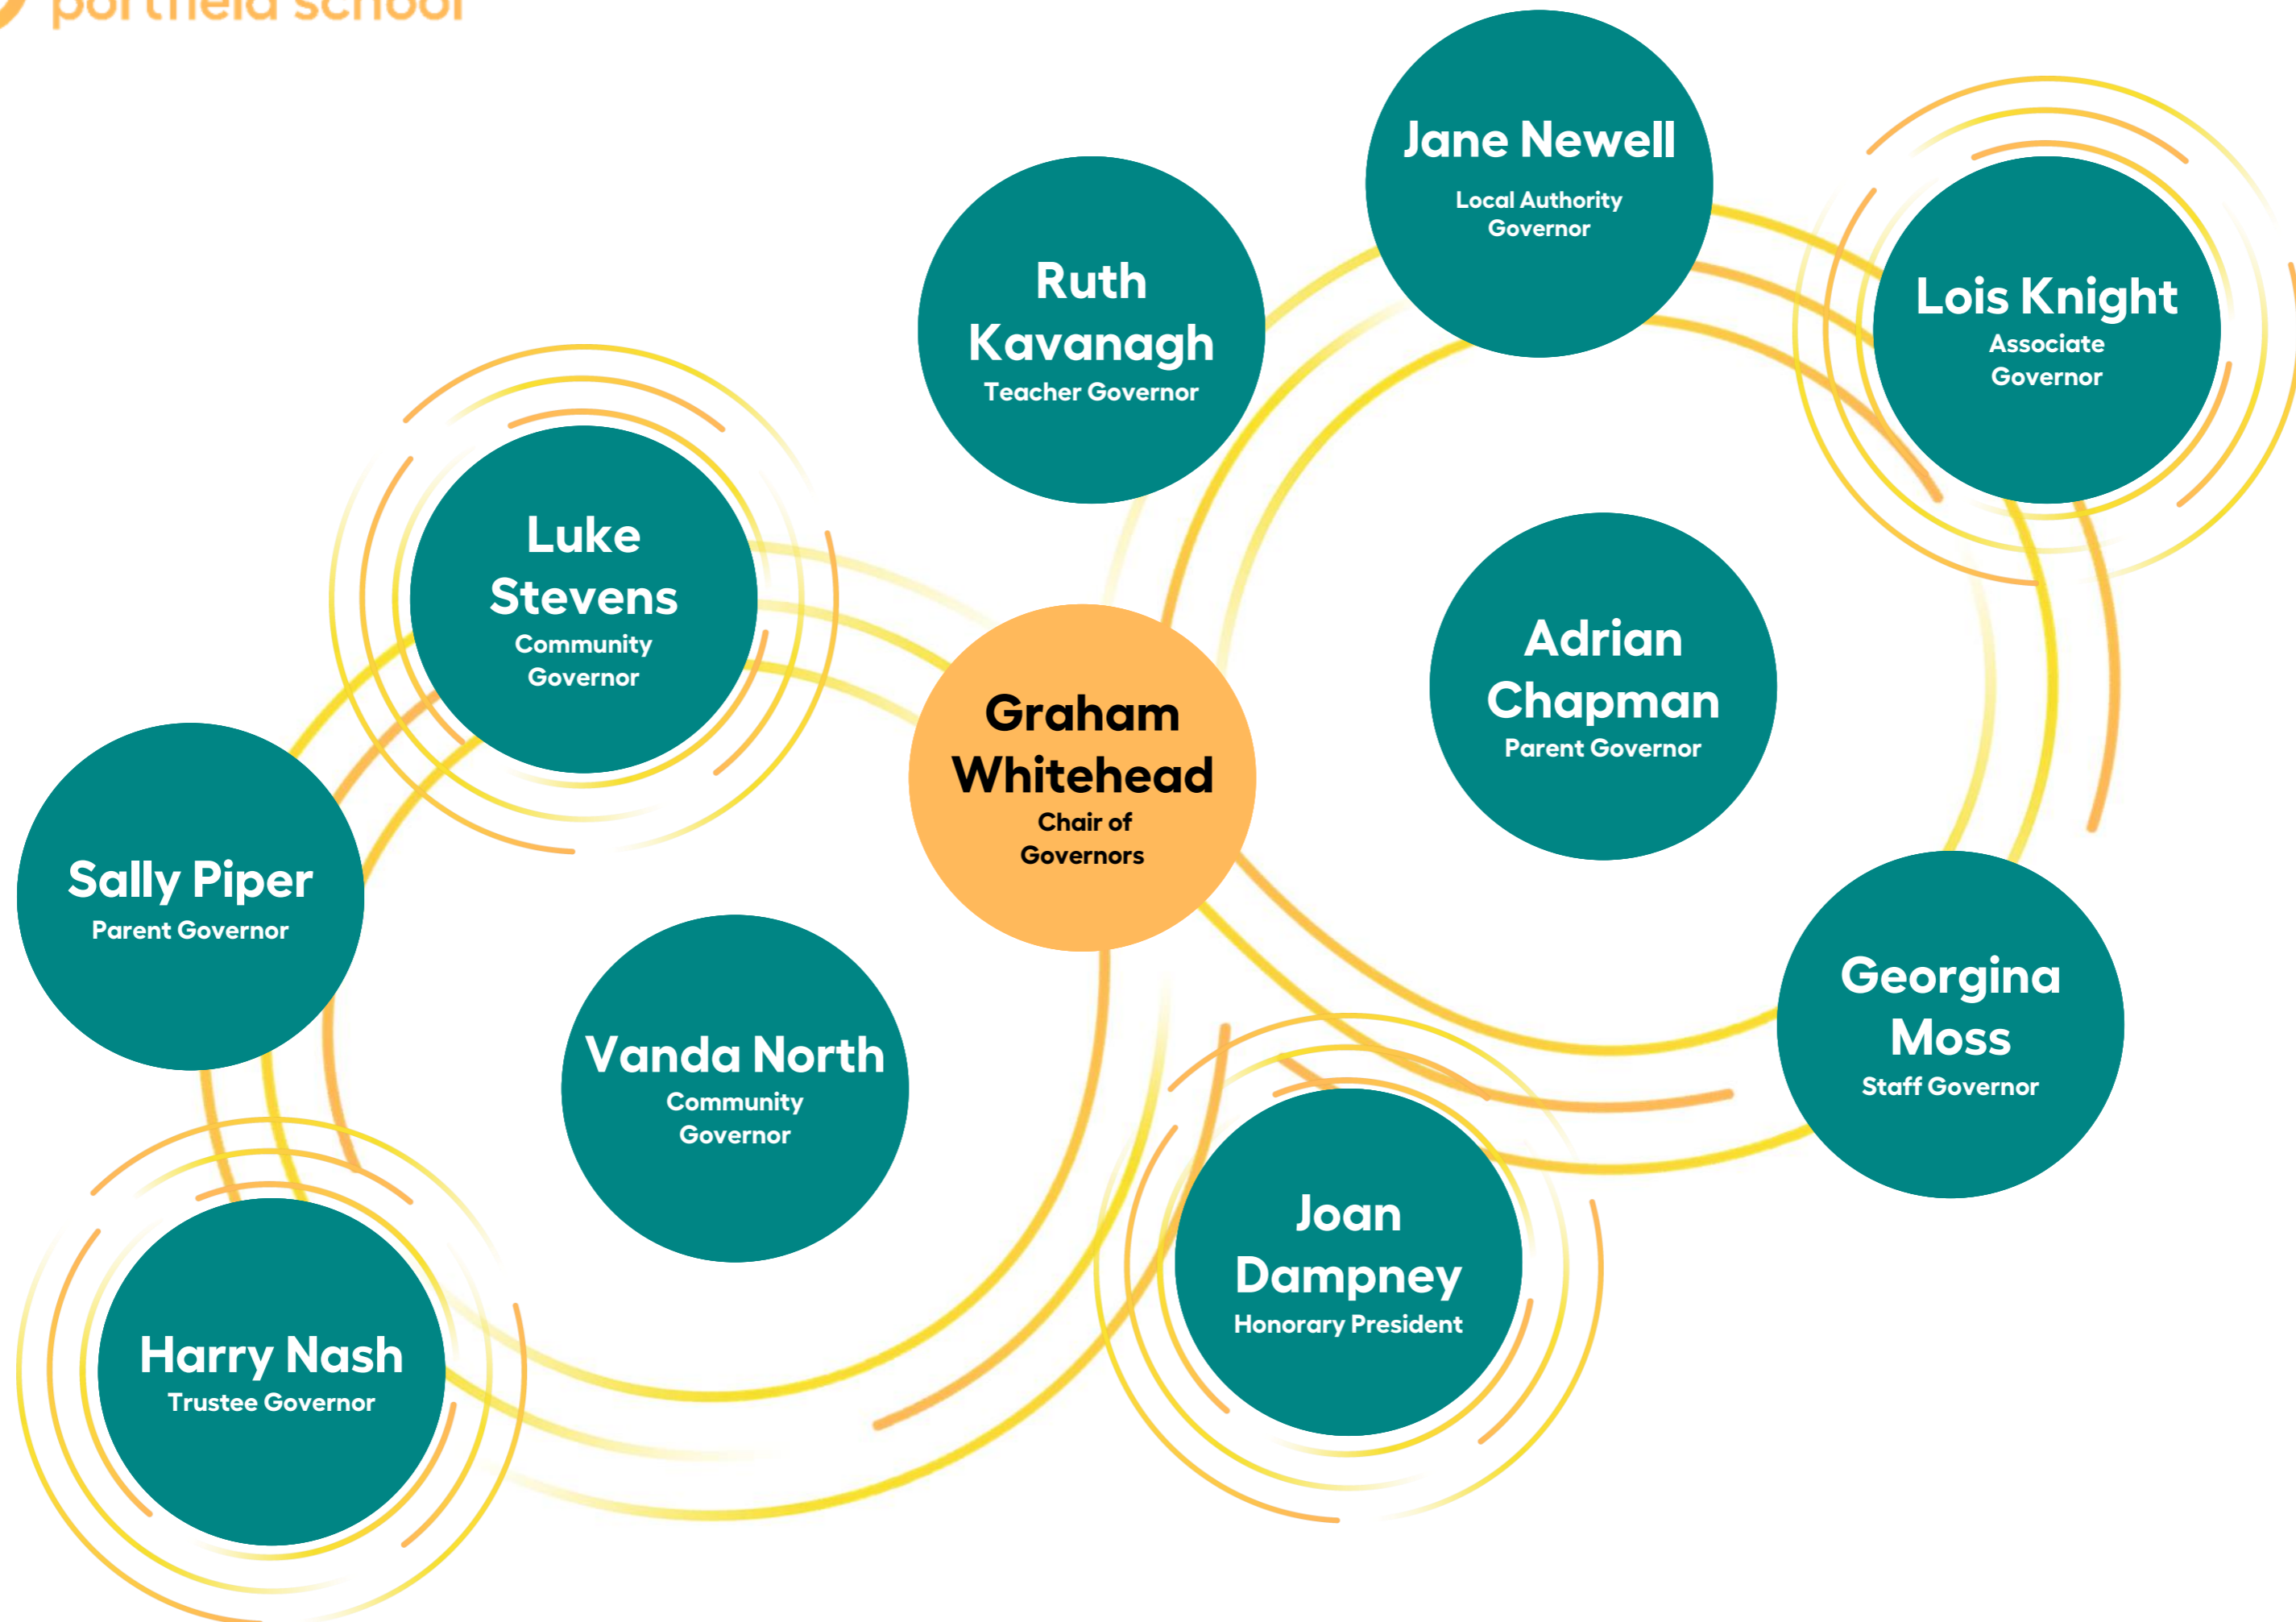 portfield school
Jane Newell
Local Authority
Governor
Ruth
Kavanagh
Teacher Governor
Lois Knight
Associate
Governor
Luke
Stevens
Community
Governor
Adrian
Chapman
Parent Governor
Graham
Whitehead
Chair of
Governors
Sally Piper
Parent Governor
Vanda North
Community
Governor
Georgina
Moss
Staff Governor
Joan
Dampney
Honorary President
Harry Nash
Trustee Governor